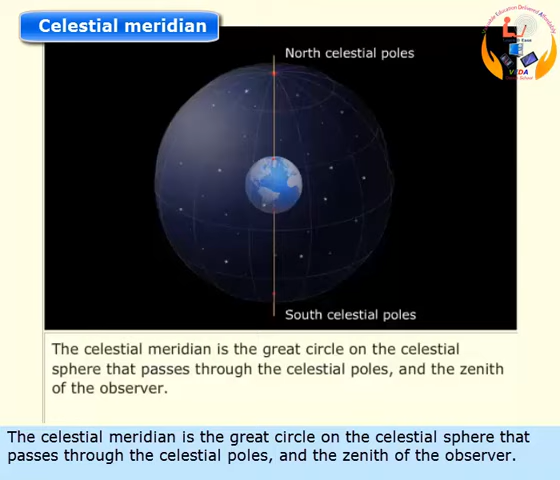 Celestial meridian
North celestial poles
South celestial poles
The celestial meridian is the great circle on the celestial
sphere that passes through the celestial poles, and the zenith
of the observer.
The celestial meridian is the great circle on the celestial sphere that
passes through the celestial poles, and the zenith of the observer.